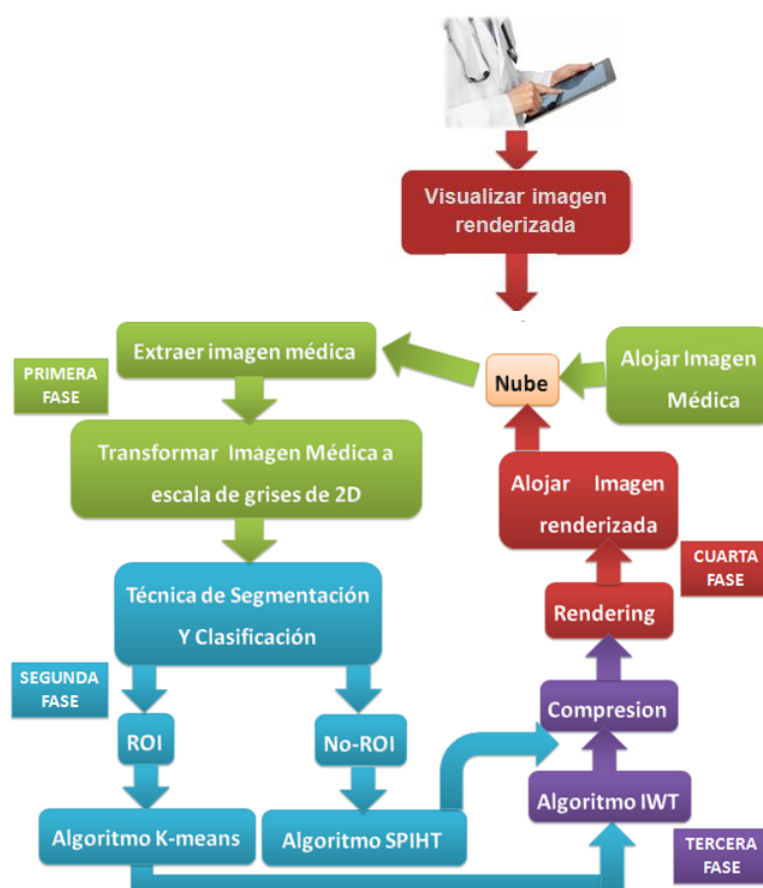 Visualizar imagen
renderizada
Extraer imagen médica
PRIMERA
FASE
Nube
Alojar Imagen
Médica
Transformar Imagen Médica a
escala de grises de 2D
Alojar Imagen
renderizada
CUARTA
FASE
Técnica de Segmentación
Y Clasificación
Rendering
SEGUNDA
FASE
ROI
No-ROI
Compresion
Algoritmo IWT
Algoritmo K-means
Algoritmo SPIHT
TERCERA
FASE